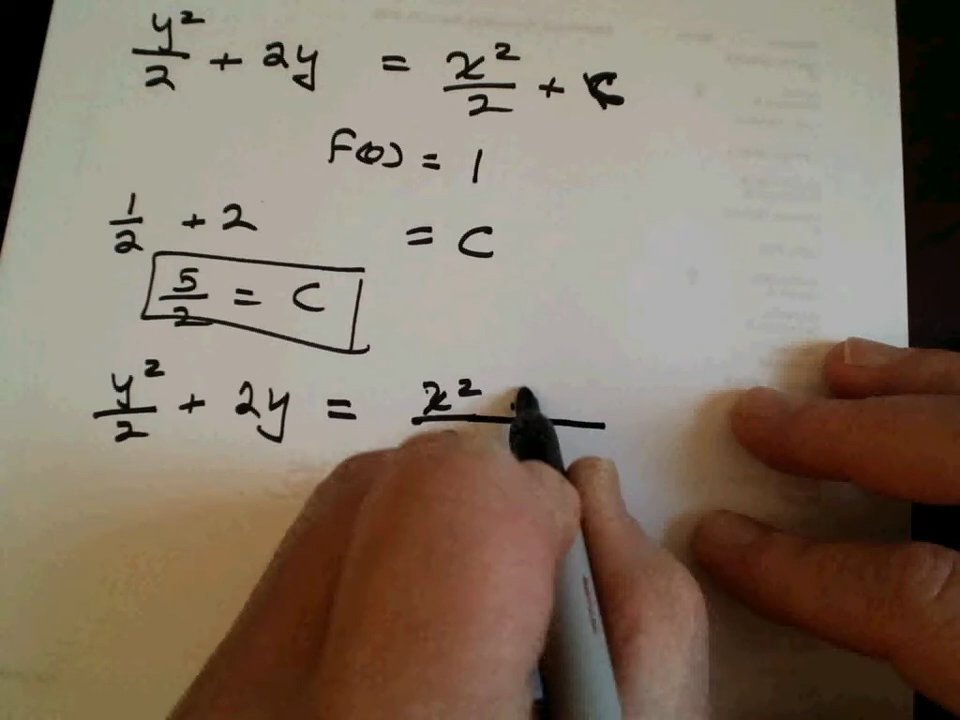 y²/2 + 2y = x²/2 + C
F(0) = 1
1/2 + 2 = C
5/2 = C
y²/2 + 2y = x²